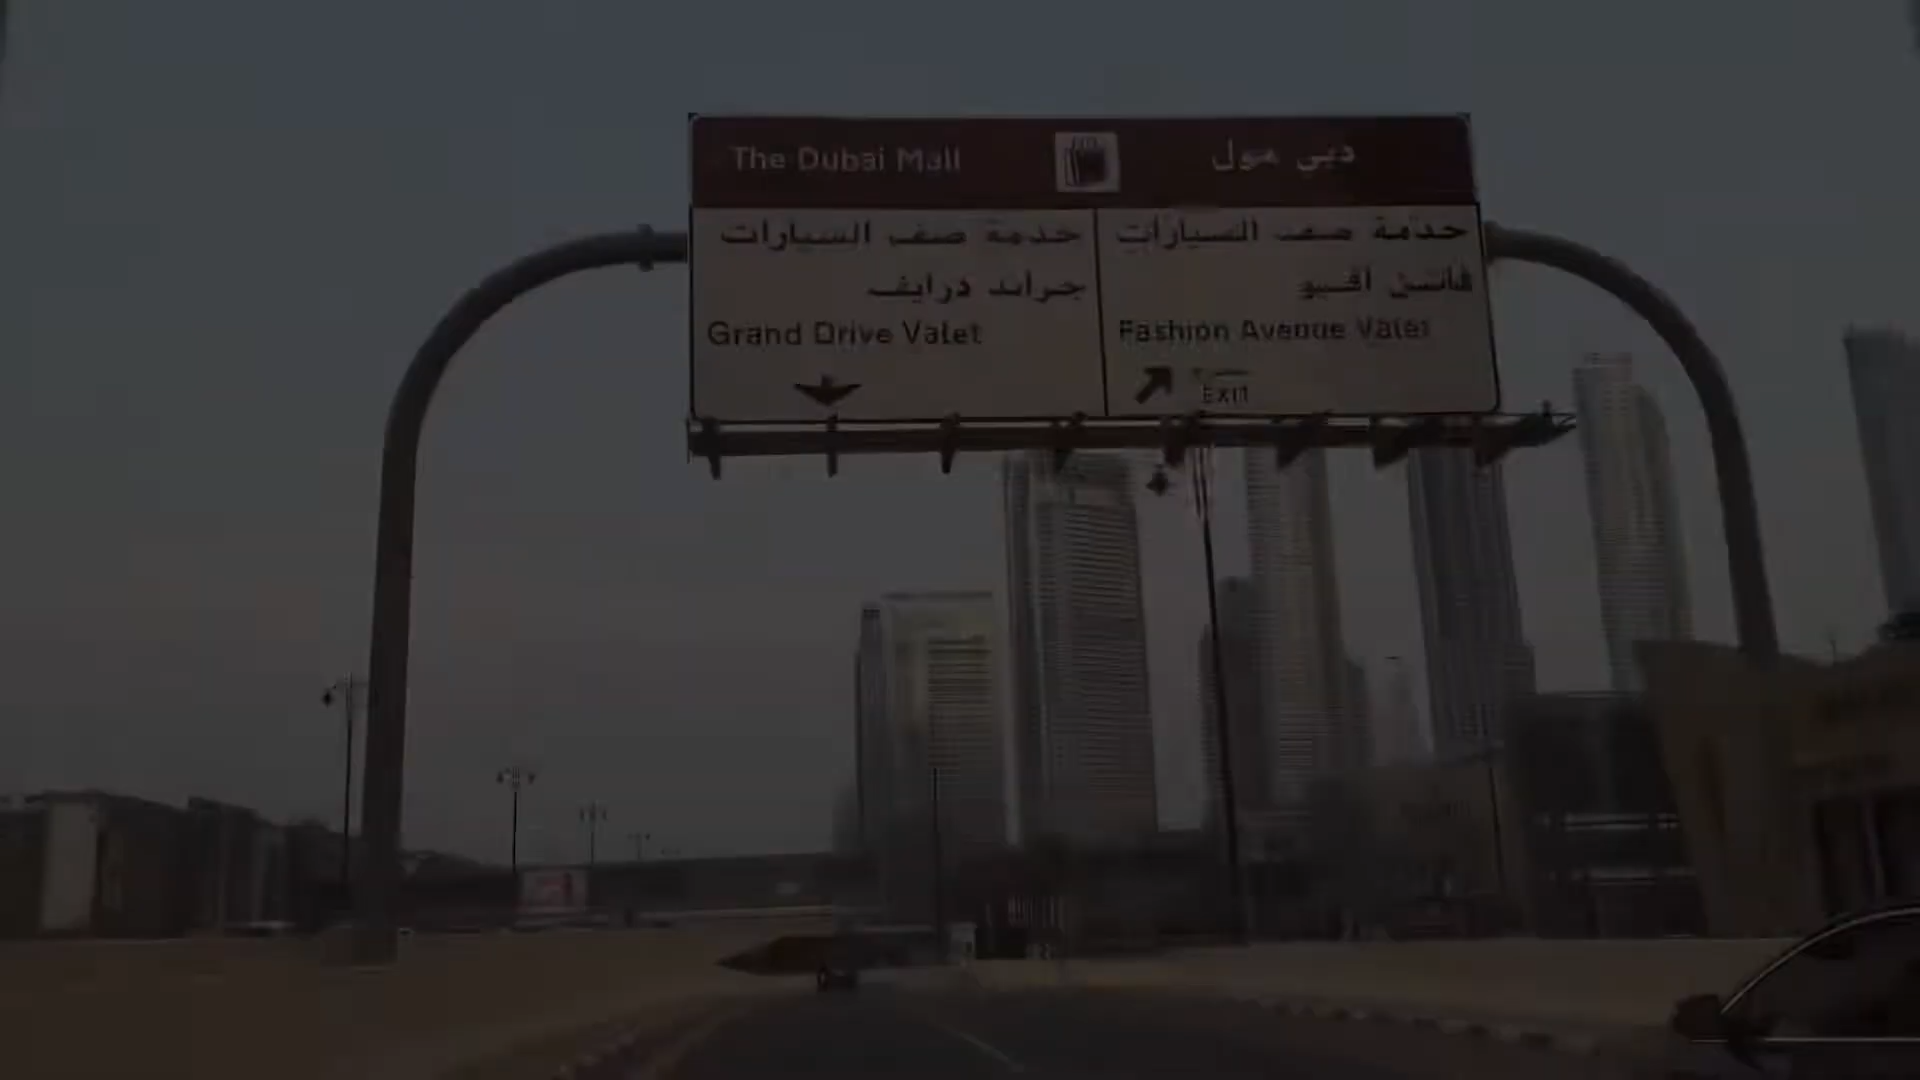 The Dubai Mall
دبي مول
خدمة صف السيارات
جراند درايف
Grand Drive Valet
خدمة صف السيارات
فاشن أفنيو
Fashion Avenue Valet
EXIT